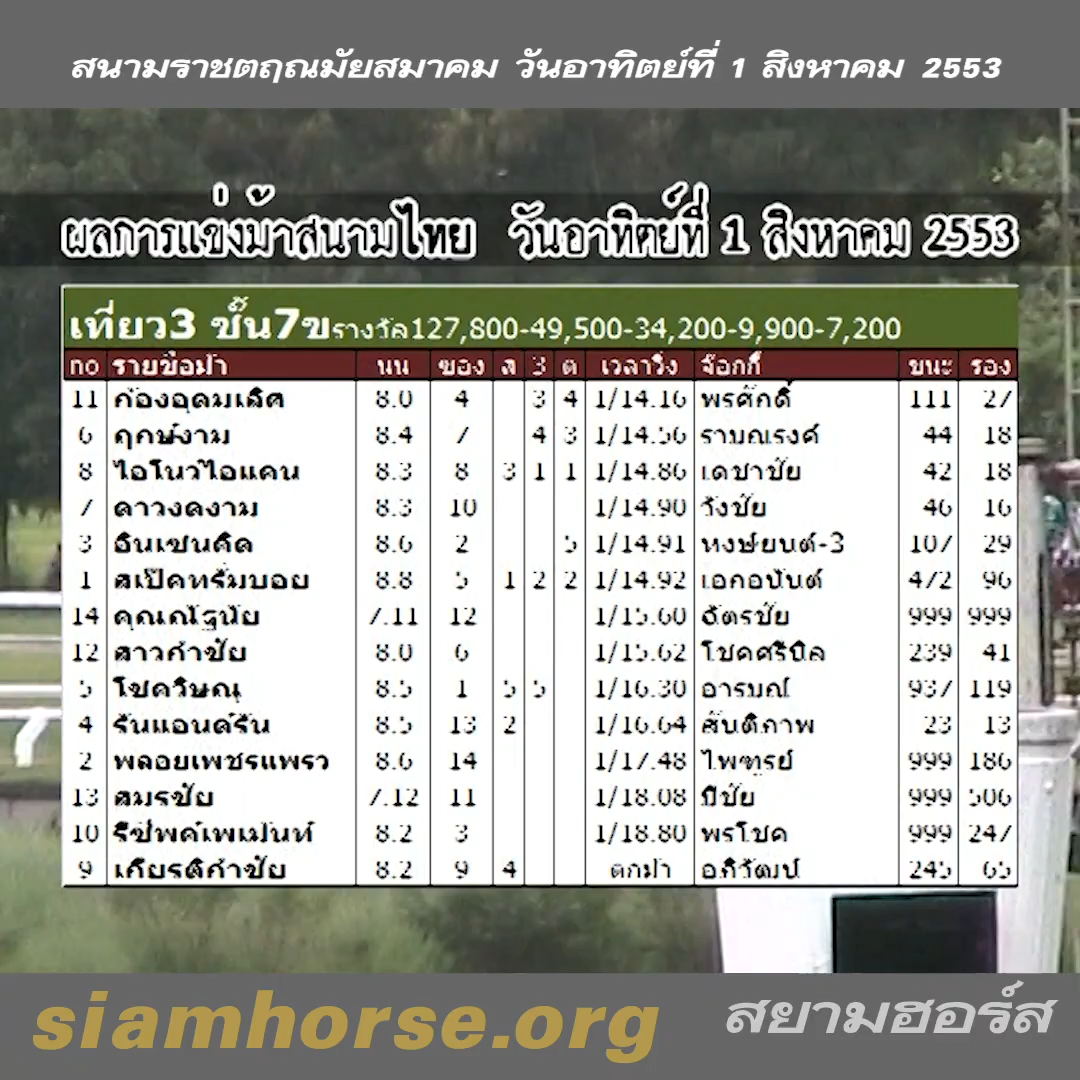 สนามราชตฤณมัยสมาคม วันอาทิตย์ที่ 1 สิงหาคม 2553
ผลการแข่งม้าสนามไทย วันอาทิตย์ที่ 1 สิงหาคม 2553
เที่ยว3 ชั้น7ข รางวัล127,800-49,500-34,200-9,900-7,200
no รายชื่อม้า นน ซอง ส 3 ต เวลาวิ่ง จ๊อกกี้ ชนะ รอง
11 ก้องอุดมเลิศ 8.0 4 3 4 1/14.16 พรศักดิ์ 111 27
6 ฤกษ์งาม 8.4 7 4 3 1/14.56 ราบณรงค์ 44 18
8 ไอโนวีไอแคน 8.3 8 3 1 1 1/14.86 เดชาชัย 42 18
7 ดาวงดงาม 8.3 10 1/14.90 วังชัย 46 16
3 อินเซนคิด 8.6 2 5 1/14.91 หงษ์ยนต์-3 107 29
1 สเป็คทรัมบอย 8.8 5 1 2 2 1/14.92 เอกอนันต์ 472 96
14 คุณณัฐนัย 7.11 12 1/15.60 ฉัตรชัย 999 999
12 สาวกำชัย 8.0 6 1/15.62 โชคศรีนิล 239 41
5 โชควิษณุ 8.5 1 5 5 1/16.30 อารมณ์ 937 119
4 รันแอนด์รัน 8.5 13 2 1/16.64 สันติภาพ 23 13
2 พลอยเพชรแพรว 8.6 14 1/17.48 ไพฑูรย์ 999 186
13 สมรชัย 7.12 11 1/18.08 มีชัย 999 506
10 8.2 3 1/18.80 พรโชค 999 247
9 เกียรติกำชัย 8.2 9 4 ตกม้า อภิวัฒน์ 245 65
siamhorse.org สยามฮอร์ส